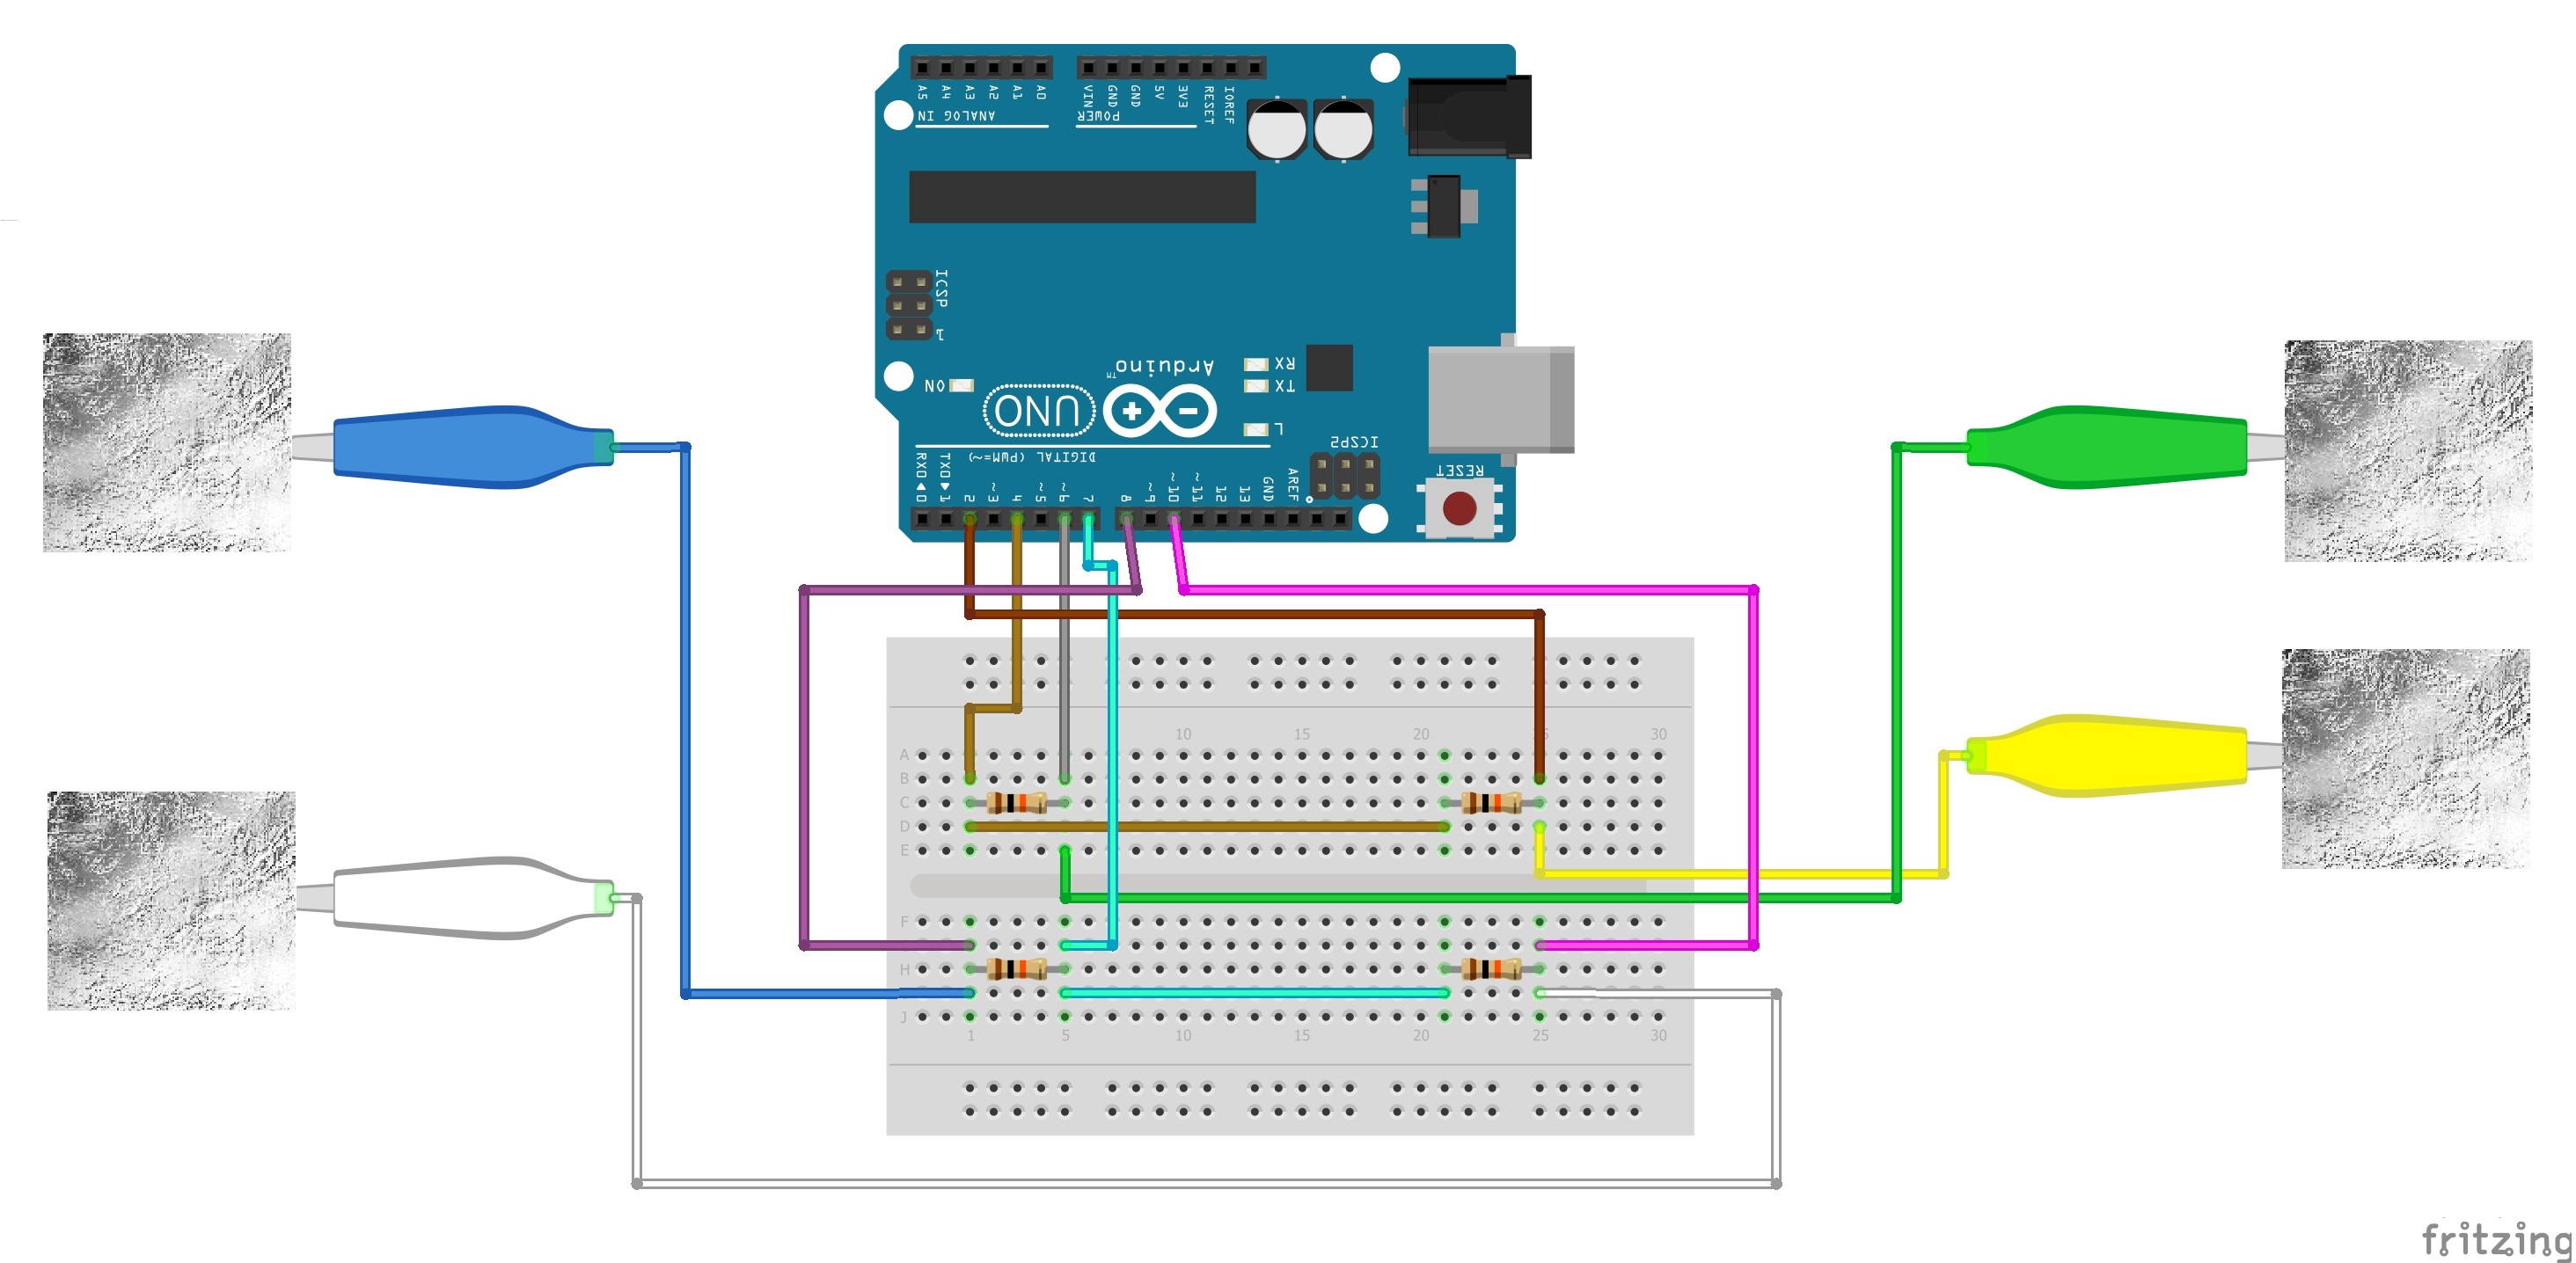 A5 A4 A3 A2 A1 A0
VIN GND GND 5V 3V3 RESET IOREF
ANALOG IN
POWER
ICSP
1
Arduino
TM
RX
ON
TX
UNO
L
ICSP2
DIGITAL (PWM=~)
RESET
RX0 TX0
0 1 2 ~3 4 ~5 ~6 7 8 ~9 ~10 ~11 12 13 GND AREF
10 15 20 5 30
A
B
C
D
E
F
H
J
1 5 10 15 20 25 30
fritzing